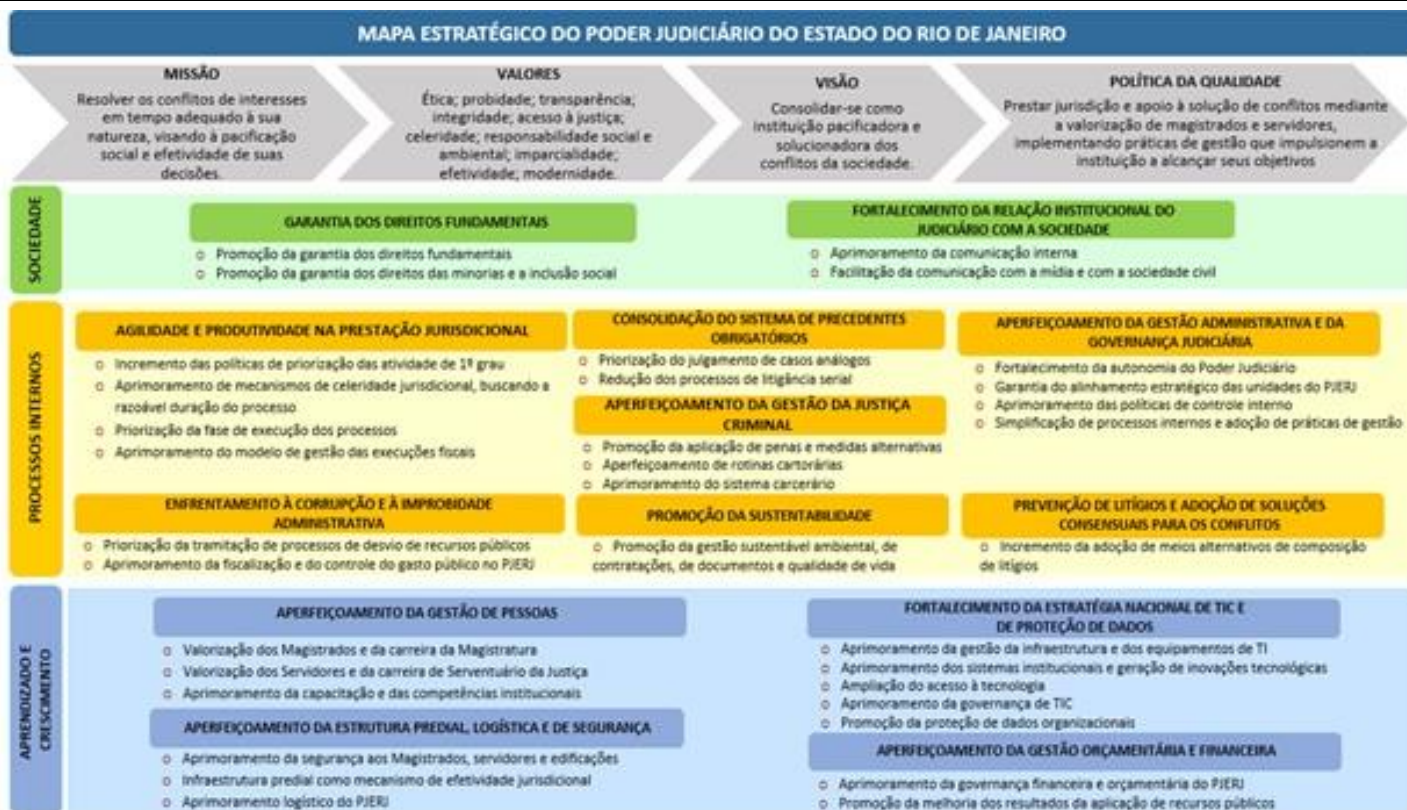 MAPA ESTRATÉGICO DO PODER JUDICIÁRIO DO ESTADO DO RIO DE JANEIRO
MISSÃO
Resolver os conflitos de interesses
em tempo adequado à sua
natureza, visando à pacificação
social e efetividade de suas
decisões.
VALORES
Ética; probidade; transparência;
integridade; acesso à justiça;
celeridade; responsabilidade social e
ambiental; imparcialidade;
efetividade; modernidade.
VISÃO
Consolidar-se como
instituição pacificadora e
solucionadora dos
conflitos da sociedade.
POLÍTICA DA QUALIDADE
Prestar jurisdição e apoio à solução de conflitos mediante
a valorização de magistrados e servidores,
implementando práticas de gestão que impulsionem a
instituição a alcançar seus objetivos
SOCIEDADE
GARANTIA DOS DIREITOS FUNDAMENTAIS
o Promoção da garantia dos direitos fundamentais
o Promoção da garantia dos direitos das minorias e a inclusão social
FORTALECIMENTO DA RELAÇÃO INSTITUCIONAL DO
JUDICIÁRIO COM A SOCIEDADE
o Aprimoramento da comunicação interna
o Facilitação da comunicação com a mídia e com a sociedade civil
PROCESSOS INTERNOS
AGILIDADE E PRODUTIVIDADE NA PRESTAÇÃO JURISDICIONAL
o Incremento das políticas de priorização das atividade de 1º grau
o Aprimoramento de mecanismos de celeridade jurisdicional, buscando a
razoável duração do processo
o Priorização da fase de execução dos processos
o Aprimoramento do modelo de gestão das execuções fiscais
CONSOLIDAÇÃO DO SISTEMA DE PRECEDENTES
OBRIGATÓRIOS
o Priorização do julgamento de casos análogos
o Redução dos processos de litigância serial
APERFEIÇOAMENTO DA GESTÃO DA JUSTIÇA
CRIMINAL
o Promoção da aplicação de penas e medidas alternativas
o Aperfeiçoamento de rotinas cartorárias
o Aprimoramento do sistema carcerário
APERFEIÇOAMENTO DA GESTÃO ADMINISTRATIVA E DA
GOVERNANÇA JUDICIÁRIA
o Fortalecimento da autonomia do Poder Judiciário
o Garantia do alinhamento estratégico das unidades do PJERJ
o Aprimoramento das políticas de controle interno
o Simplificação de processos internos e adoção de práticas de gestão
ENFRENTAMENTO À CORRUPÇÃO E À IMPROBIDADE
ADMINISTRATIVA
o Priorização da tramitação de processos de desvio de recursos públicos
o Aprimoramento da fiscalização e do controle do gasto público no PJERJ
PROMOÇÃO DA SUSTENTABILIDADE
o Promoção da gestão sustentável ambiental, de
contratações, de documentos e qualidade de vida
PREVENÇÃO DE LITÍGIOS E ADOÇÃO DE SOLUÇÕES
CONSENSUAIS PARA OS CONFLITOS
o Incremento da adoção de meios alternativos de composição
de litígios
APRENDIZADO E
CRESCIMENTO
APERFEIÇOAMENTO DA GESTÃO DE PESSOAS
o Valorização dos Magistrados e da carreira da Magistratura
o Valorização dos Servidores e da carreira de Serventuário da Justiça
o Aprimoramento da capacitação e das competências institucionais
APERFEIÇOAMENTO DA ESTRUTURA PREDIAL, LOGÍSTICA E DE SEGURANÇA
o Aprimoramento da segurança aos Magistrados, servidores e edificações
o Infraestrutura predial como mecanismo de efetividade jurisdicional
o Aprimoramento logístico do PJERJ
FORTALECIMENTO DA ESTRATÉGIA NACIONAL DE TIC E
DE PROTEÇÃO DE DADOS
o Aprimoramento da gestão da infraestrutura e dos equipamentos de TI
o Aprimoramento dos sistemas institucionais e geração de inovações tecnológicas
o Ampliação do acesso à tecnologia
o Aprimoramento da governança de TIC
o Promoção da proteção de dados organizacionais
APERFEIÇOAMENTO DA GESTÃO ORÇAMENTÁRIA E FINANCEIRA
o Aprimoramento da governança financeira e orçamentária do PJERJ
o Promoção da melhoria dos resultados da aplicação de recursos públicos